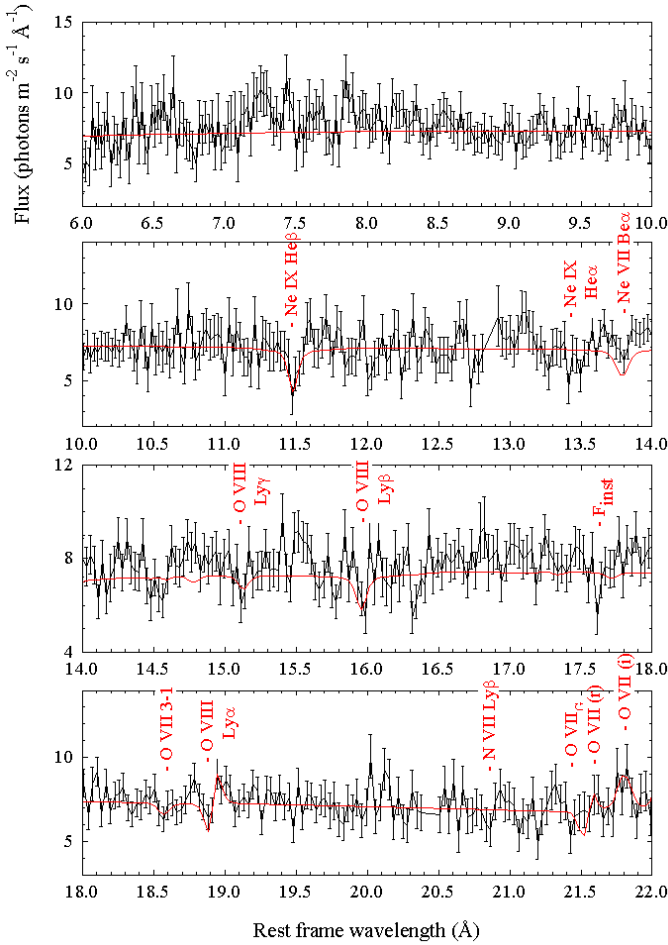 Flux (photons m⁻² s⁻¹ Å⁻¹)
15
10
5
6.0 6.5 7.0 7.5 8.0 8.5 9.0 9.5 10.0
Ne IX Heβ
Ne IX
Heα
Ne VII Beα
10
5
10.0 10.5 11.0 11.5 12.0 12.5 13.0 13.5 14.0
O VIII
Lyγ
O VIII
Lyβ
F_inst
12
8
4
14.0 14.5 15.0 15.5 16.0 16.5 17.0 17.5 18.0
O VII 3-1
O VIII
Lyα
N VII Lyβ
O VII_G
O VII (r)
O VII (i)
10
5
18.0 18.5 19.0 19.5 20.0 20.5 21.0 21.5 22.0
Rest frame wavelength (Å)